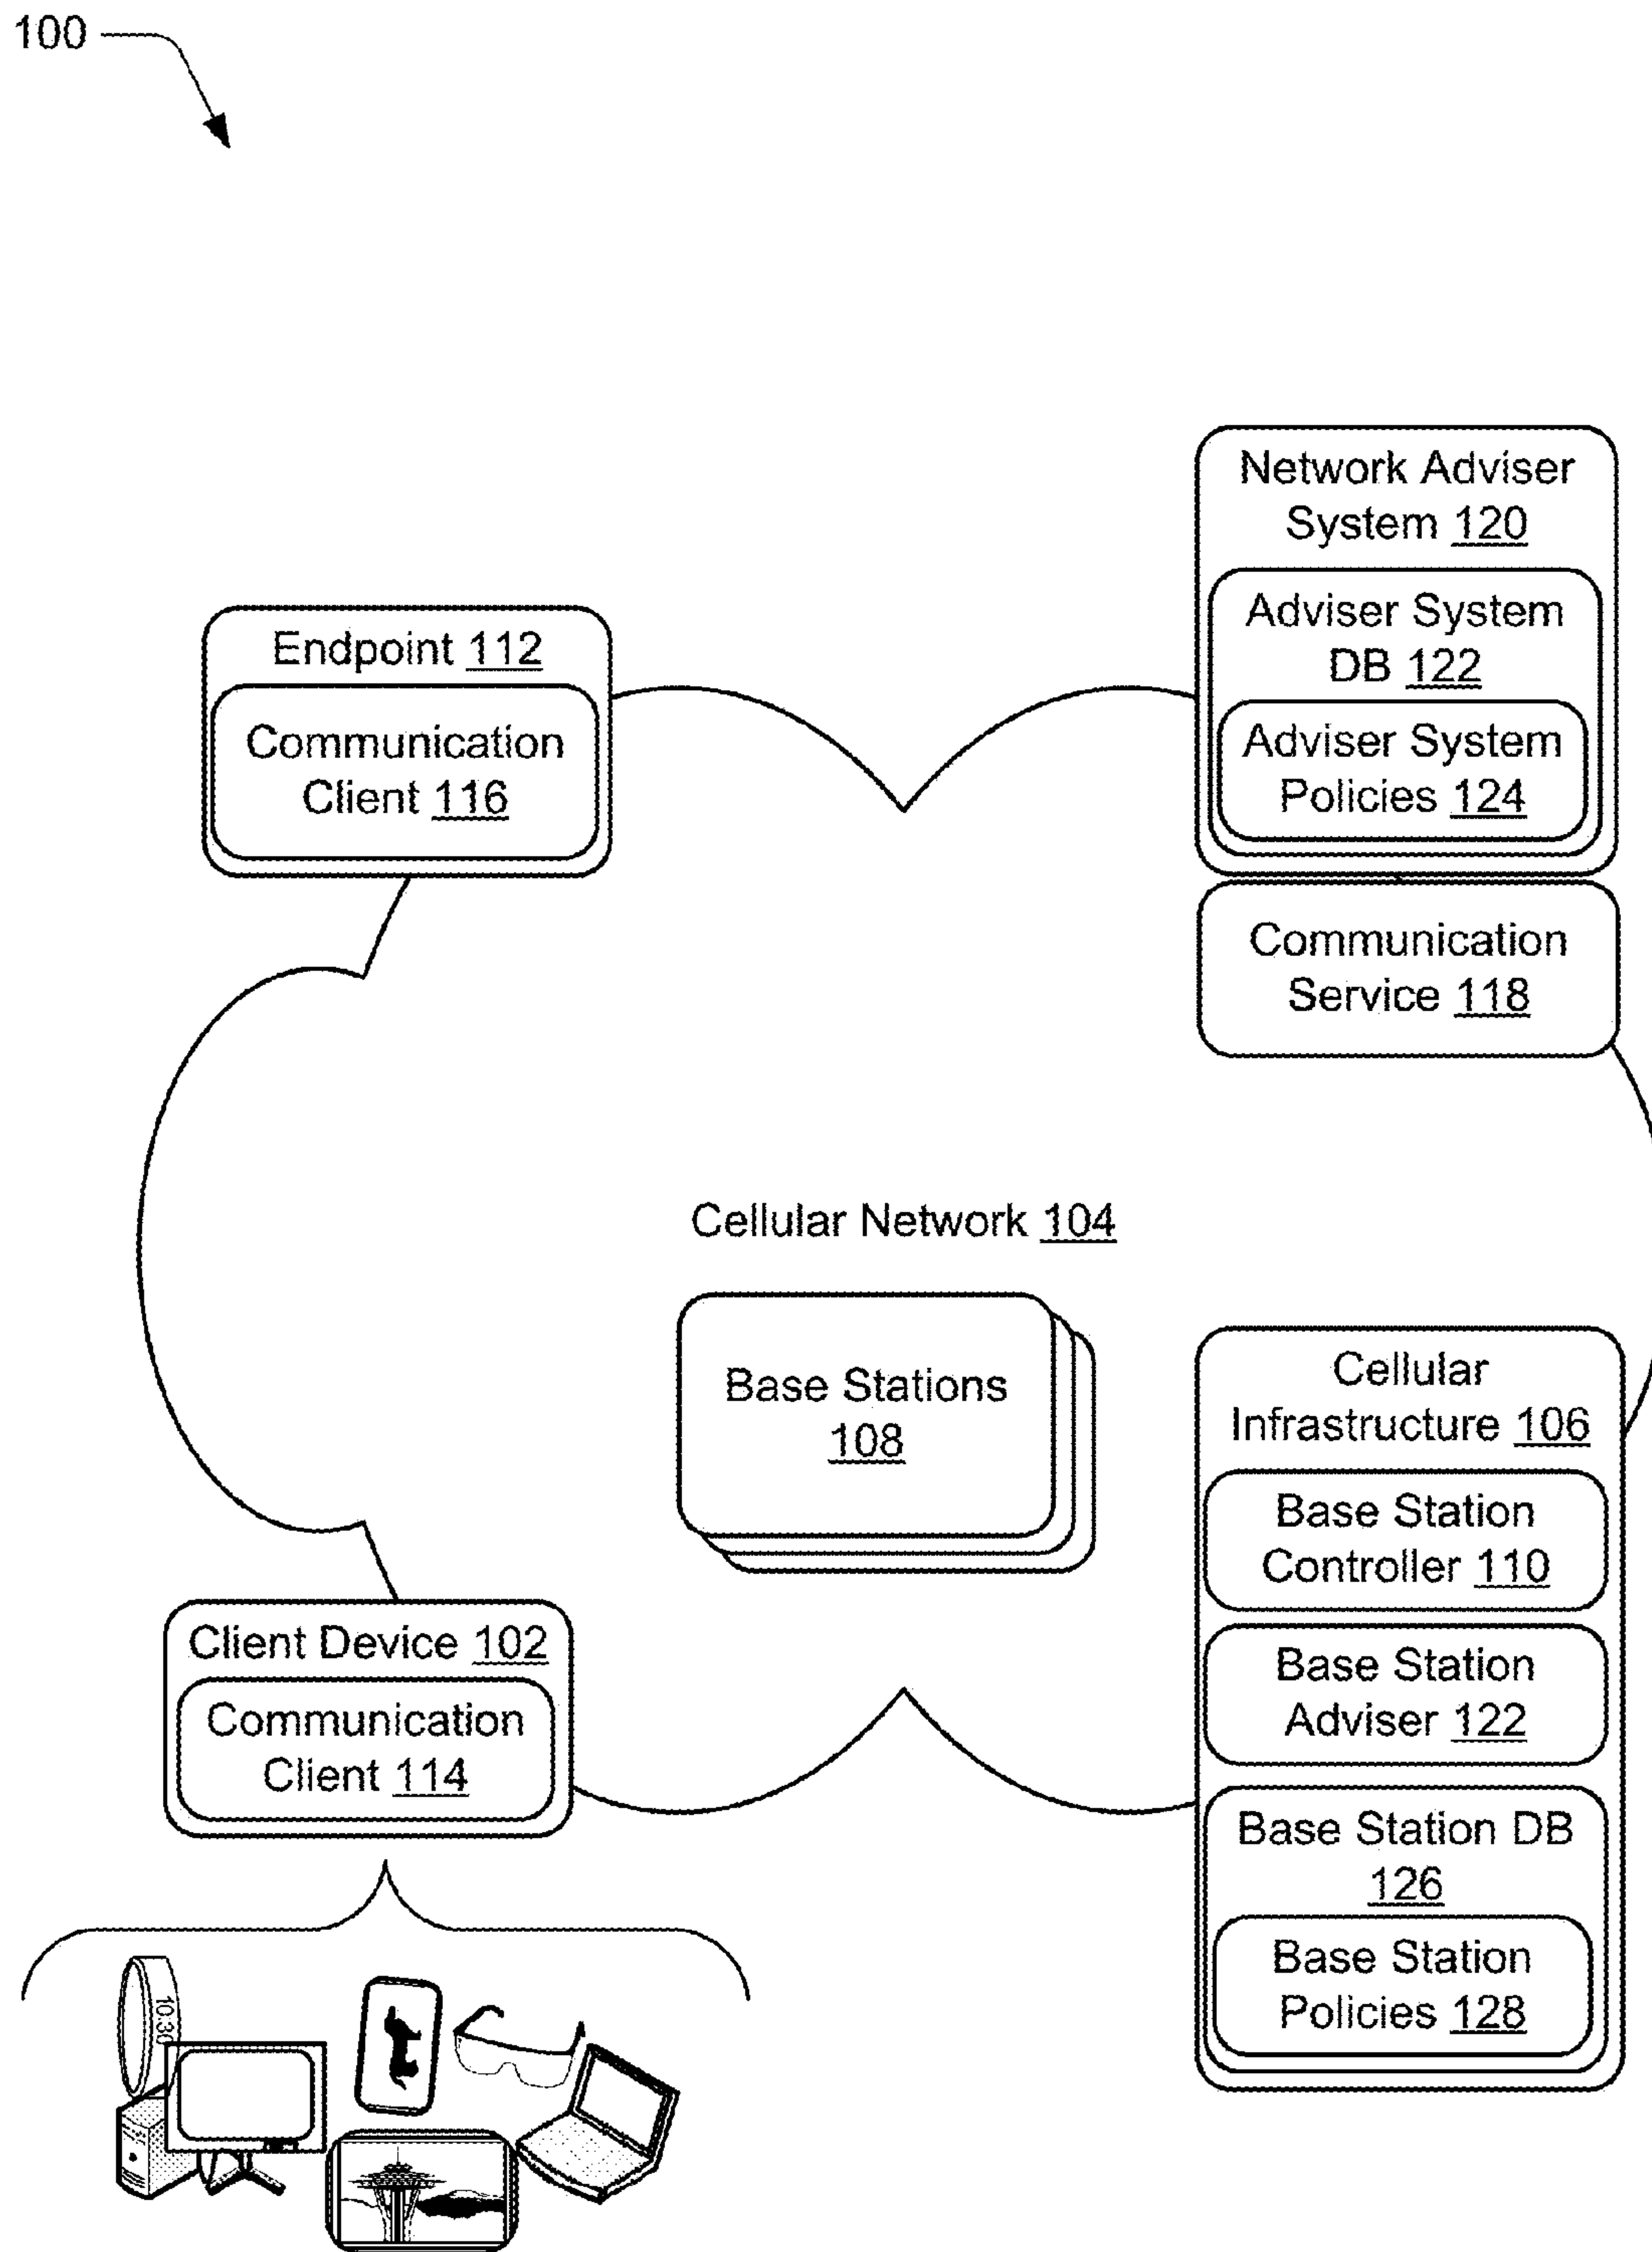 100
Network Adviser
System 120
Adviser System
DB 122
Adviser System
Policies 124
Endpoint 112
Communication
Client 116
Communication
Service 118
Cellular Network 104
Base Stations
108
Cellular
Infrastructure 106
Base Station
Controller 110
Base Station
Adviser 122
Base Station DB
126
Base Station
Policies 128
Client Device 102
Communication
Client 114
10:30